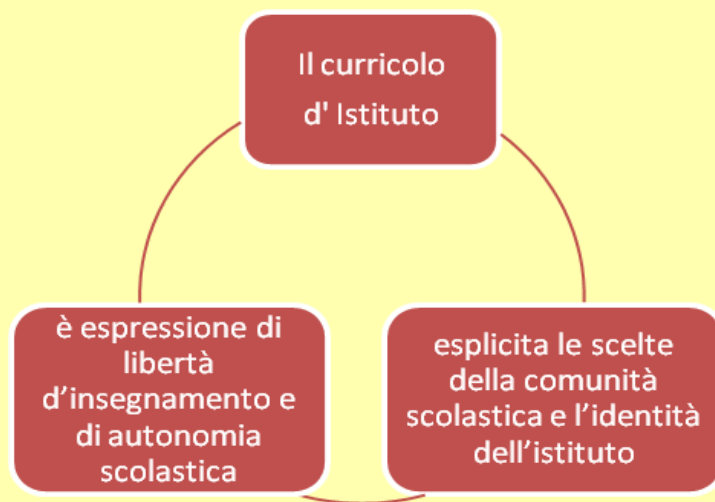 Il curricolo
d' Istituto
è espressione di
libertà
d’insegnamento e
di autonomia
scolastica
esplicita le scelte
della comunità
scolastica e l’identità
dell’istituto